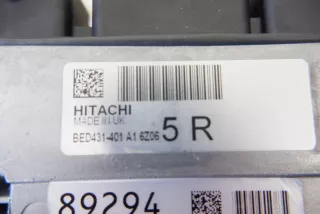 HITACHI
MADE IN UK
BED431-401 A1 6Z06 5 R
89294